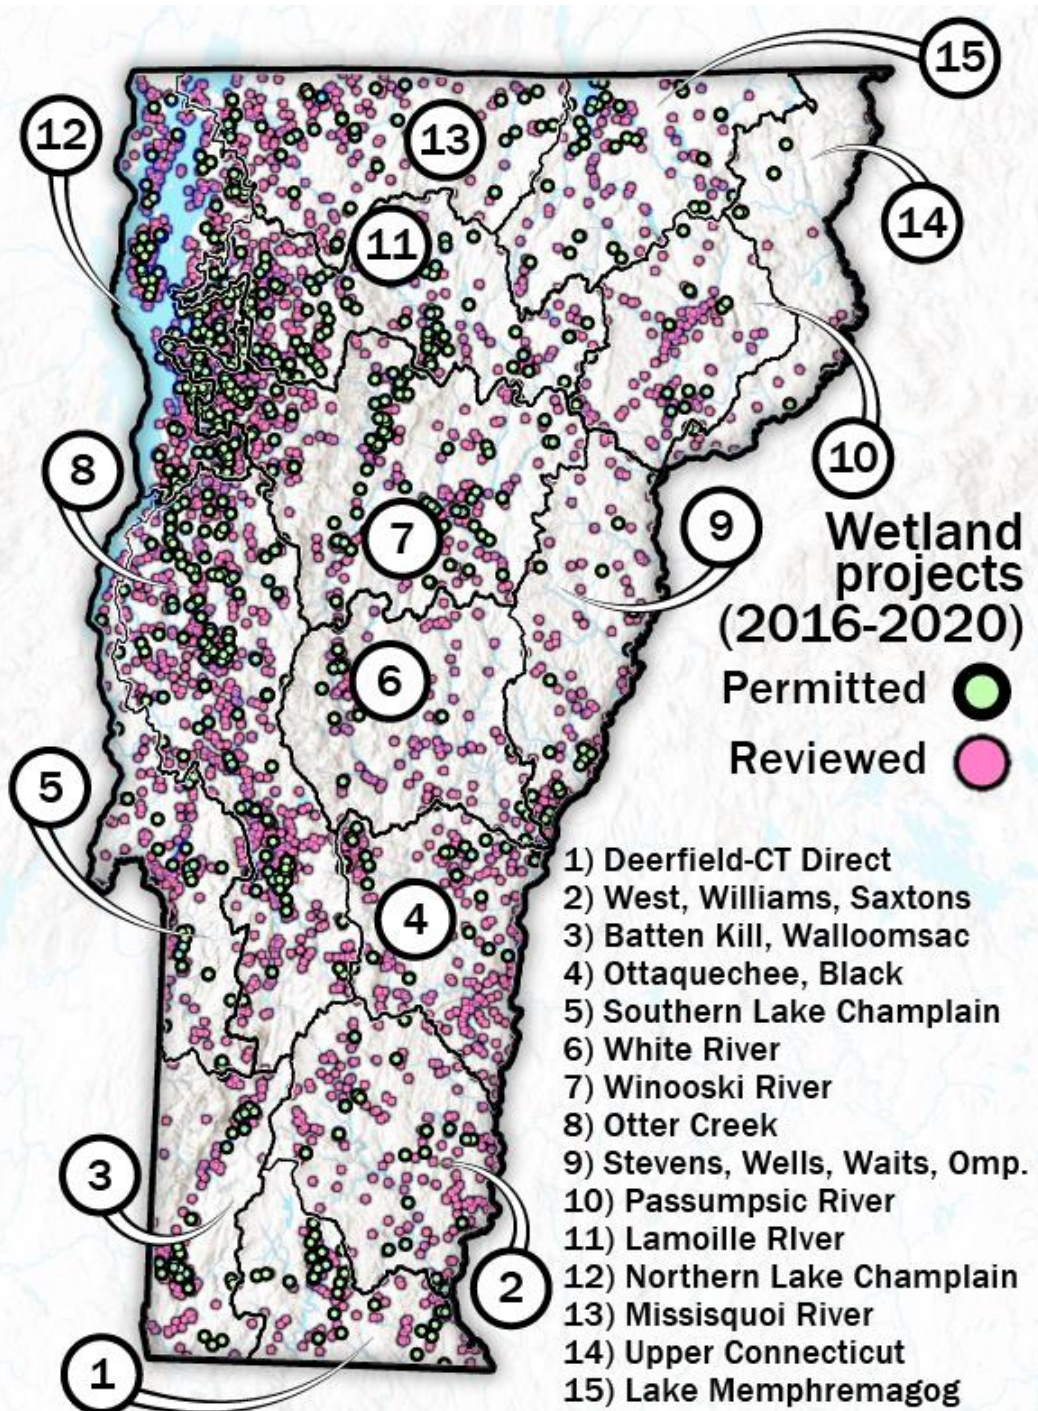 15
12
13
14
11
10
8
9
7
Wetland
projects
(2016-2020)
Permitted
6
Reviewed
5
1) Deerfield-CT Direct
2) West, Williams, Saxtons
4
3) Batten Kill, Walloomsac
4) Ottaquechee, Black
5) Southern Lake Champlain
6) White River
7) Winooski River
8) Otter Creek
9) Stevens, Wells, Waits, Omp.
3
10) Passumpsic River
11) Lamoille RIver
12) Northern Lake Champlain
2
13) Missisquoi River
14) Upper Connecticut
1
15) Lake Memphremagog